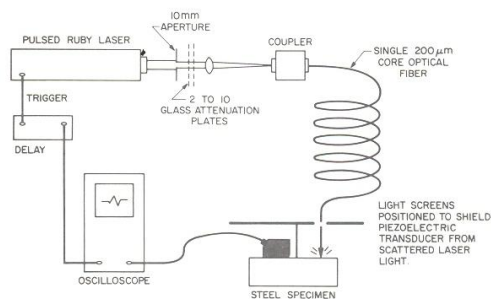 10mm
APERTURE
PULSED RUBY LASER
COUPLER
SINGLE 200µm
CORE OPTICAL
FIBER
TRIGGER
2 TO 10
GLASS ATTENUATION
PLATES
DELAY
LIGHT SCREENS
POSITIONED TO SHIELD
PIEZOELECTRIC
TRANSDUCER FROM
SCATTERED LASER
LIGHT.
OSCILLOSCOPE
STEEL SPECIMEN